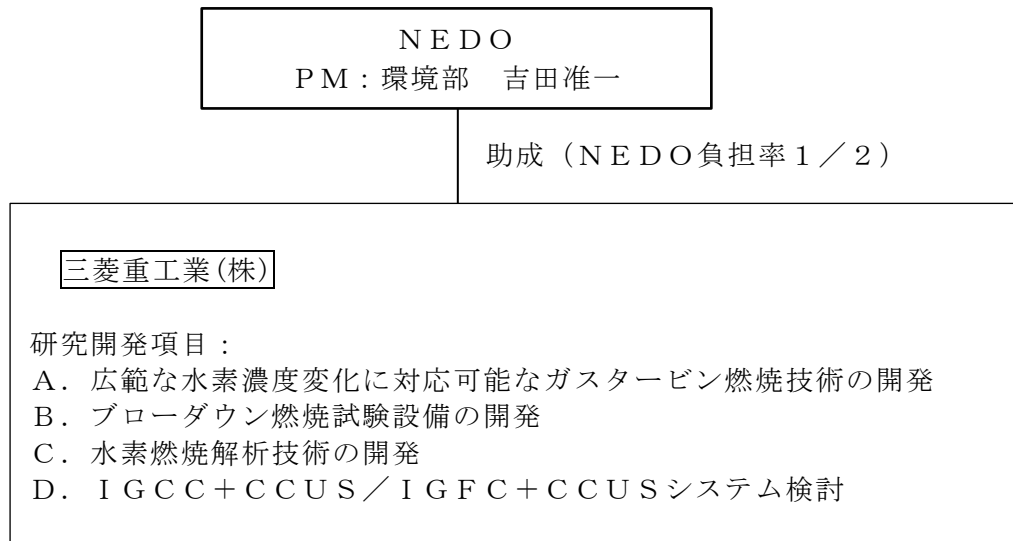 ＮＥＤＯ
ＰＭ：環境部　吉田准一
助成（ＮＥＤＯ負担率１／２）
三菱重工業(株)
研究開発項目：
Ａ．広範な水素濃度変化に対応可能なガスタービン燃焼技術の開発
Ｂ．ブローダウン燃焼試験設備の開発
Ｃ．水素燃焼解析技術の開発
Ｄ．ＩＧＣＣ＋ＣＣＵＳ／ＩＧＦＣ＋ＣＣＵＳシステム検討